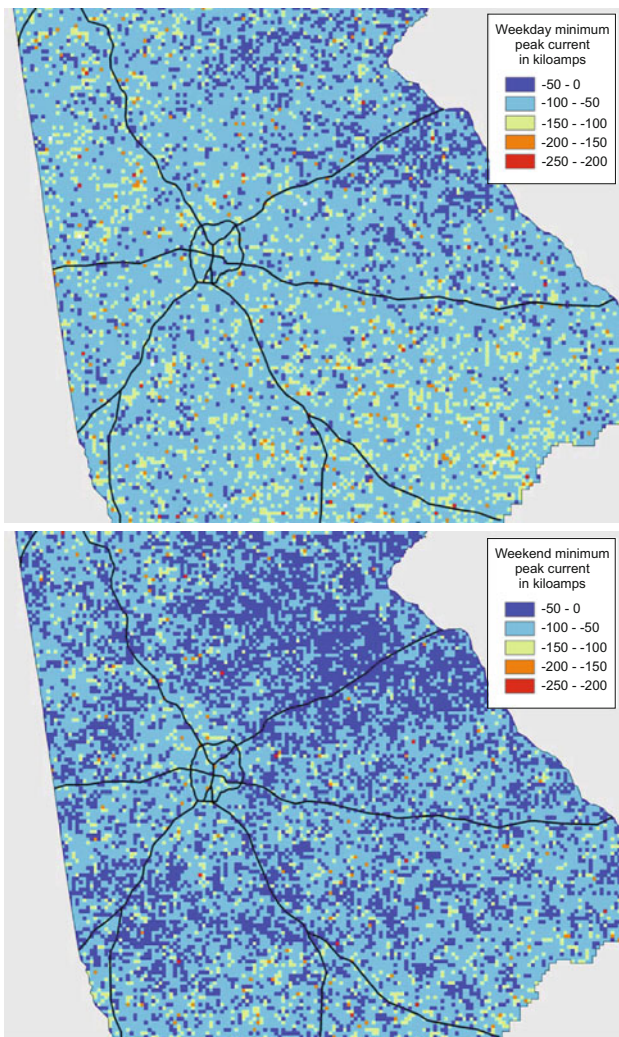 Weekday minimum
peak current
in kiloamps
-50 - 0
-100 - -50
-150 - -100
-200 - -150
-250 - -200
Weekend minimum
peak current
in kiloamps
-50 - 0
-100 - -50
-150 - -100
-200 - -150
-250 - -200